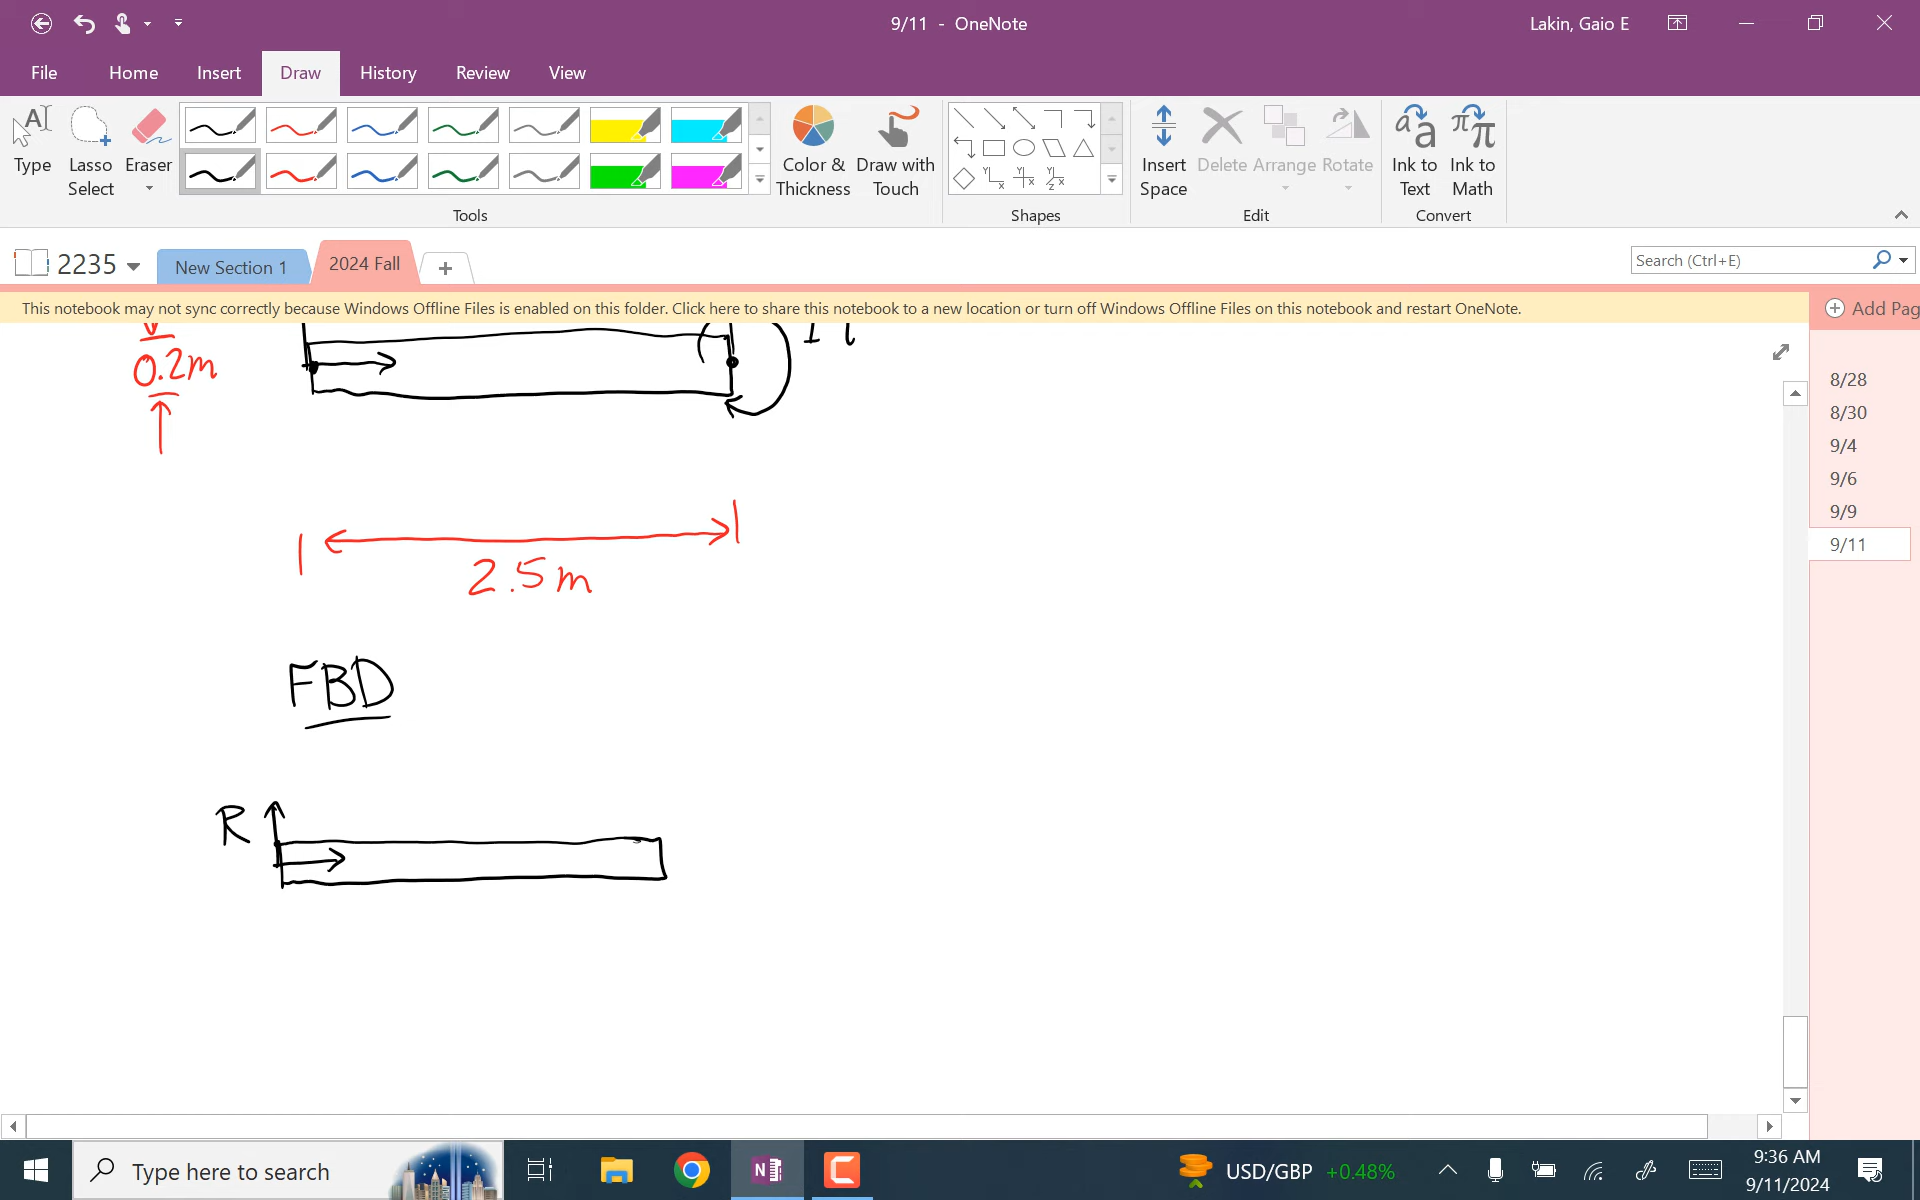 9/11 - OneNote
Lakin, Gaio E
File Home Insert Draw History Review View
Type
Lasso Select
Eraser
Color & Thickness
Draw with Touch
Insert Space
Delete
Arrange
Rotate
Ink to Text
Ink to Math
Tools
Shapes
Edit
Convert
2235
New Section 1
2024 Fall
Search (Ctrl+E)
This notebook may not sync correctly because Windows Offline Files is enabled on this folder. Click here to share this notebook to a new location or turn off Windows Offline Files on this notebook and restart OneNote.
Add Pag
8/28
8/30
9/4
9/6
9/9
9/11
0.2m
2.5m
FBD
R
Type here to search
USD/GBP +0.48%
9:36 AM
9/11/2024